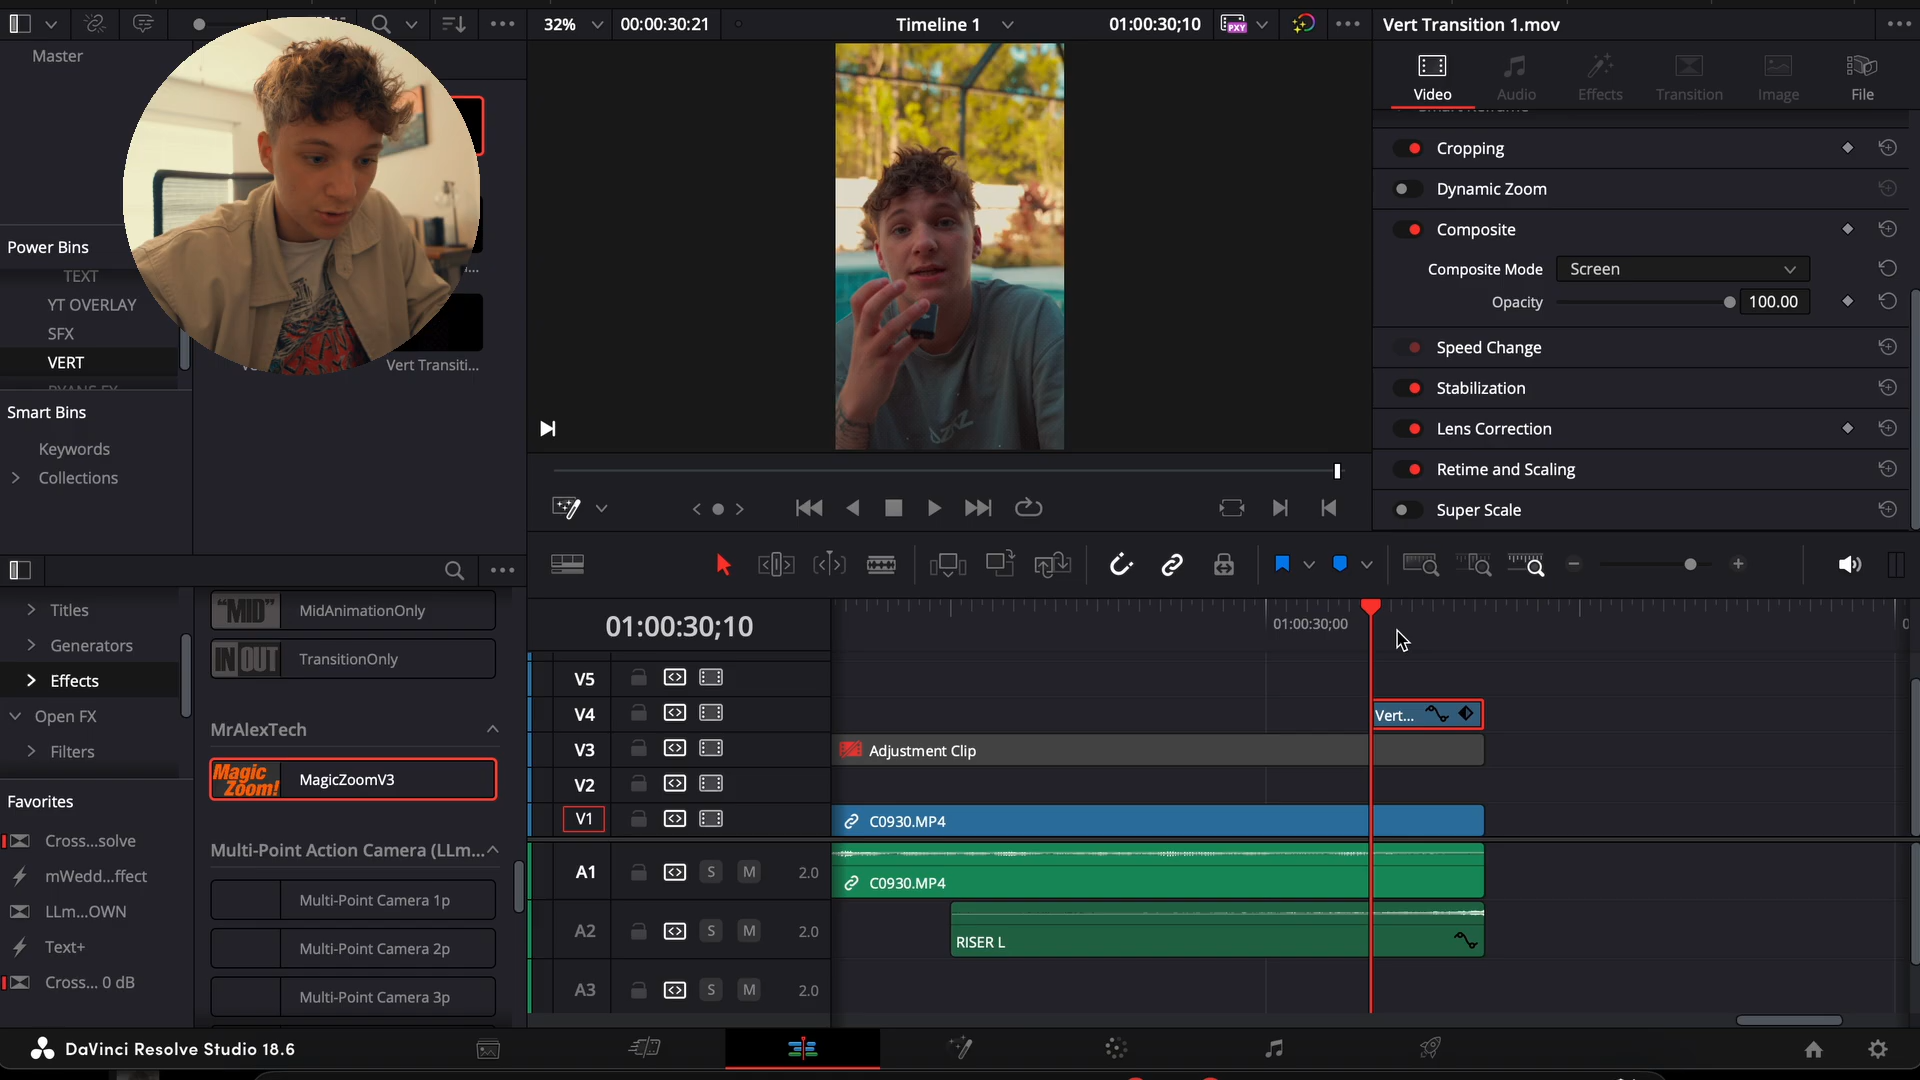 32%
00:00:30:21
Timeline 1
01:00:30;10
PXY
Vert Transition 1.mov
Master
Power Bins
TEXT
YT OVERLAY
SFX
VERT
Vert Transiti...
Smart Bins
Keywords
Collections
Video
Audio
Effects
Transition
Image
File
Cropping
Dynamic Zoom
Composite
Composite Mode
Screen
Opacity
100.00
Speed Change
Stabilization
Lens Correction
Retime and Scaling
Super Scale
Titles
Generators
Effects
Open FX
Filters
Favorites
Cross...solve
mWedd...ffect
LLm...OWN
Text+
Cross... 0 dB
"MID"
MidAnimationOnly
IN OUT
TransitionOnly
MrAlexTech
Magic Zoom!
MagicZoomV3
Multi-Point Action Camera (LLm...
Multi-Point Camera 1p
Multi-Point Camera 2p
Multi-Point Camera 3p
01:00:30;10
01:00:30;00
V5
V4
Vert...
V3
Adjustment Clip
V2
V1
C0930.MP4
A1
S
M
2.0
C0930.MP4
A2
S
M
2.0
RISER L
A3
S
M
2.0
DaVinci Resolve Studio 18.6